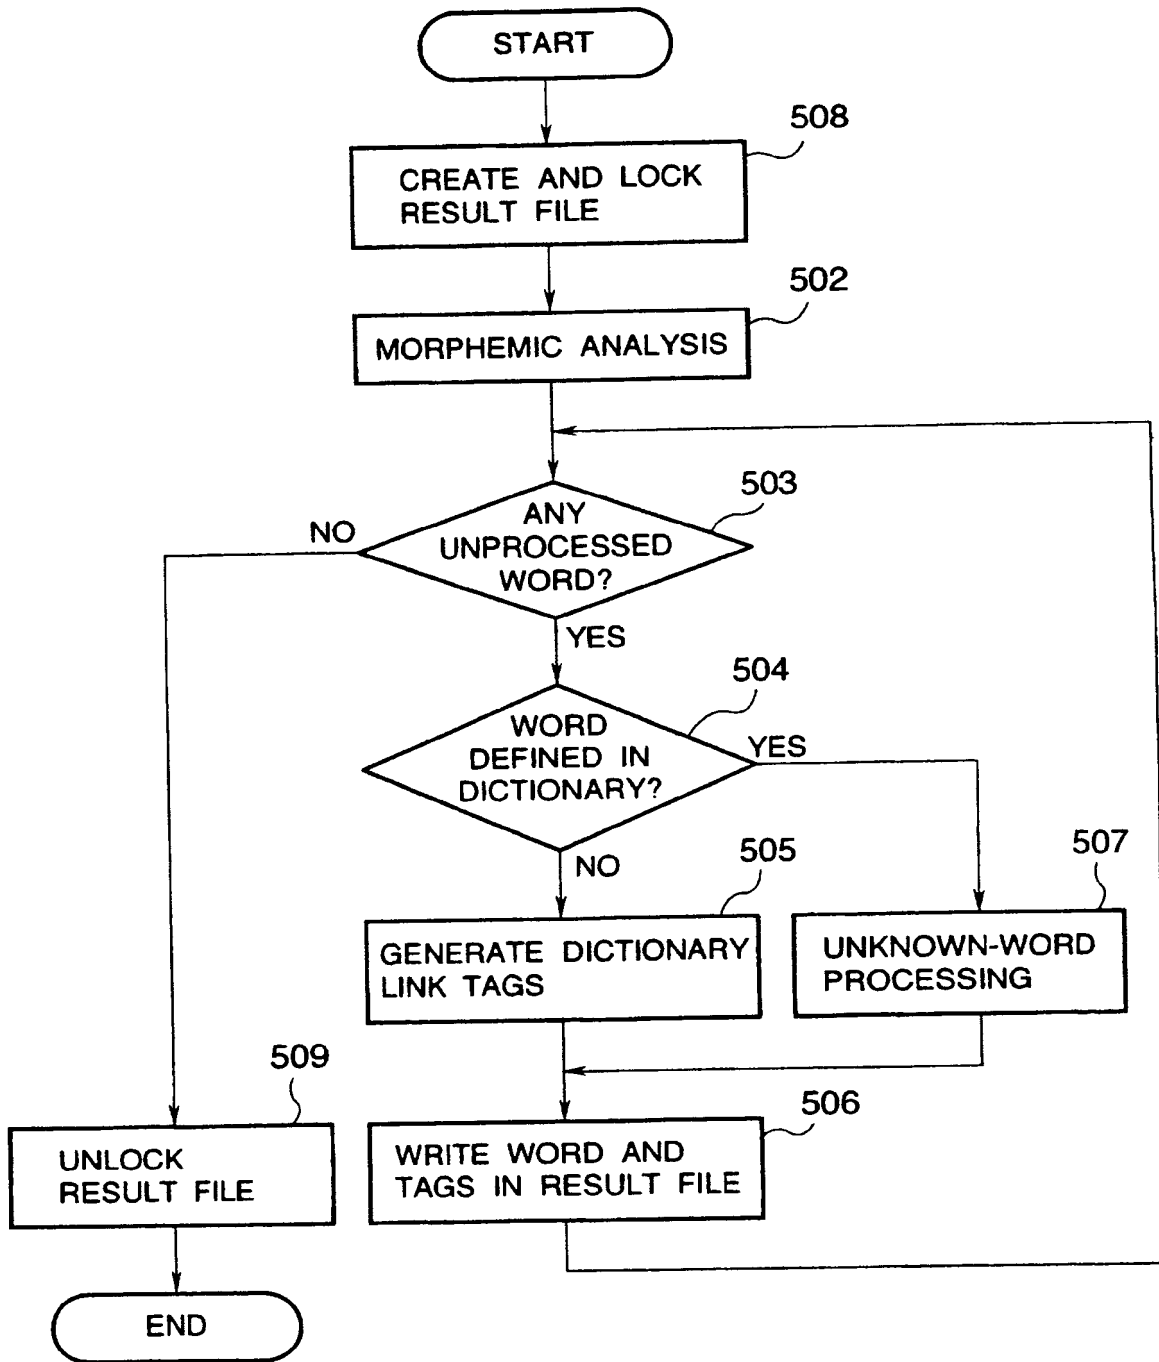 START
508
CREATE AND LOCK
RESULT FILE
502
MORPHEMIC ANALYSIS
503
NO
ANY
UNPROCESSED
WORD?
YES
504
WORD
DEFINED IN
DICTIONARY?
YES
NO
505
507
GENERATE DICTIONARY
LINK TAGS
UNKNOWN-WORD
PROCESSING
509
506
UNLOCK
RESULT FILE
WRITE WORD AND
TAGS IN RESULT FILE
END